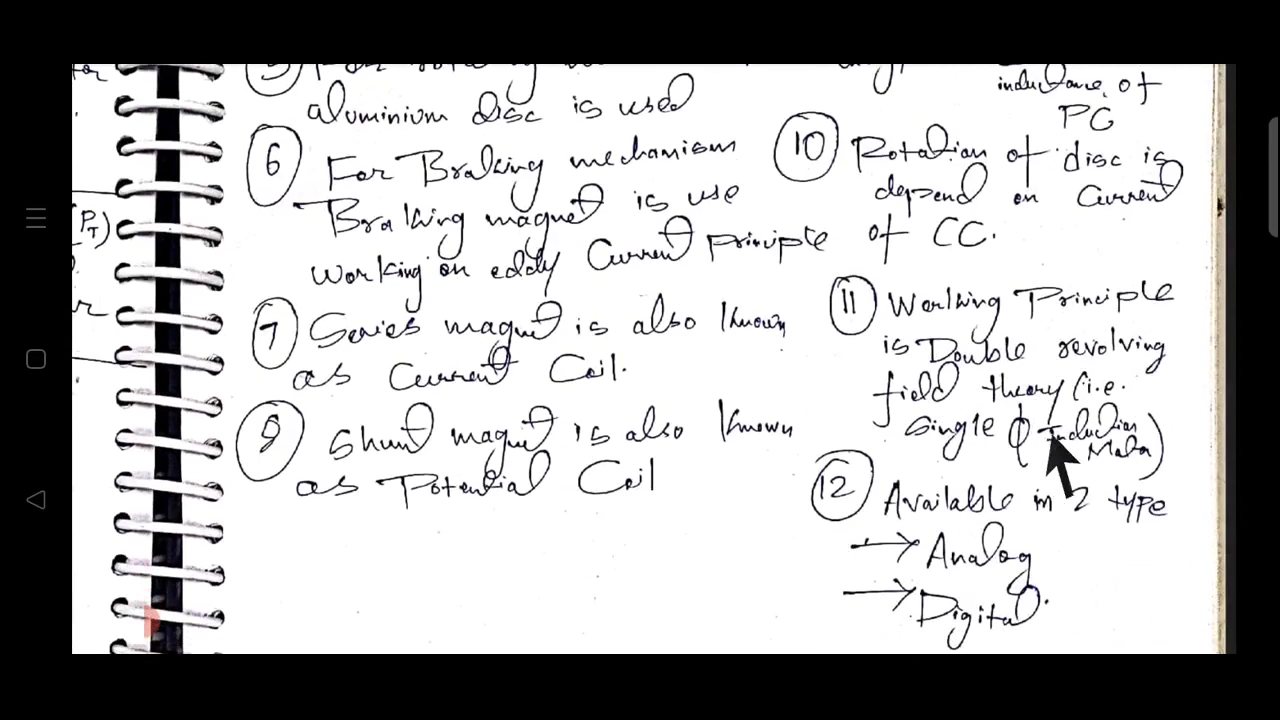 aluminium disc is used
6 For Braking mechanism
Braking magnet is use
working on eddy Current principle
7 Series magnet is also known
as Current Coil.
8 Shunt magnet is also known
as Potential Coil
inductance of
PC
10 Rotation of disc is
depend on Current
of CC.
11 Working Principle
is Double revolving
field theory (i.e.
Single ϕ Induction
Motor)
12 Available in 2 type
→ Analog
→ Digital.